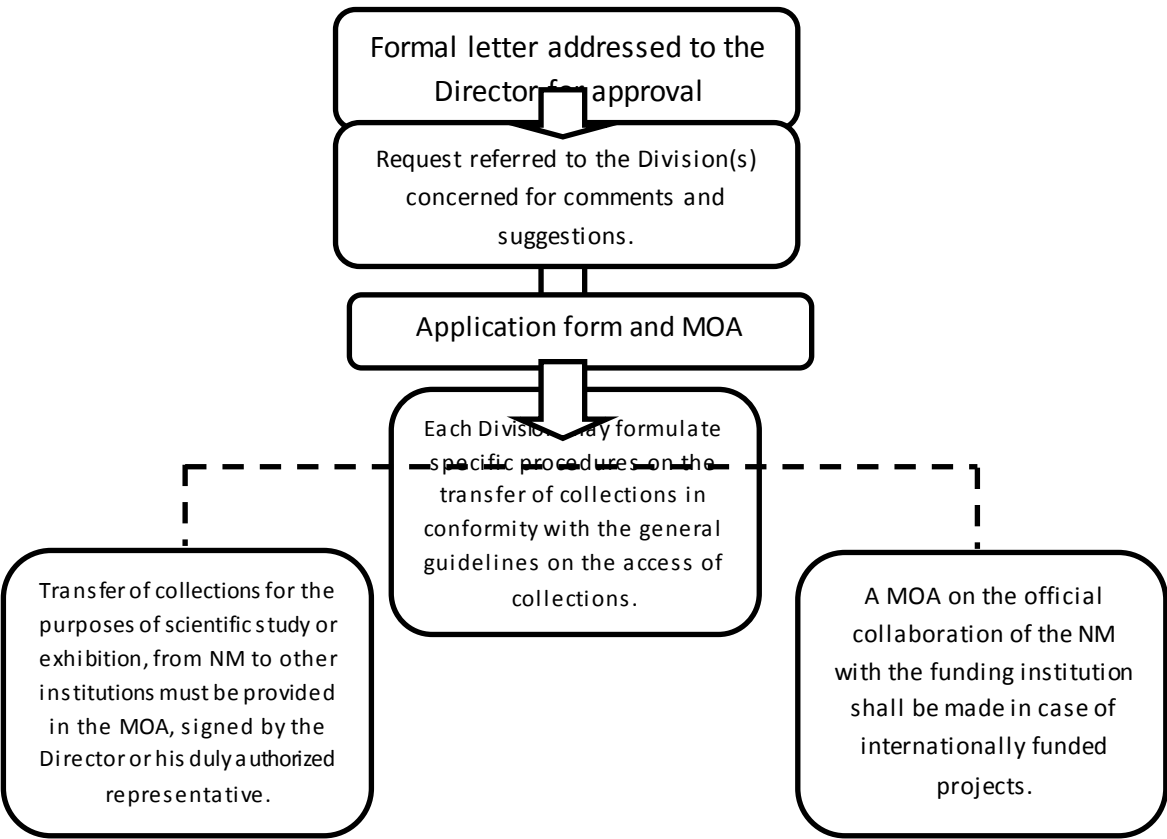 Formal letter addressed to the
Director for approval
Request referred to the Division(s)
concerned for comments and
suggestions.
Application form and MOA
Each Division may formulate
specific procedures on the
transfer of collections in
conformity with the general
guidelines on the access of
collections.
Transfer of collections for the
purposes of scientific study or
exhibition, from NM to other
institutions must be provided
in the MOA, signed by the
Director or his duly authorized
representative.
A MOA on the official
collaboration of the NM
with the funding institution
shall be made in case of
internationally funded
projects.